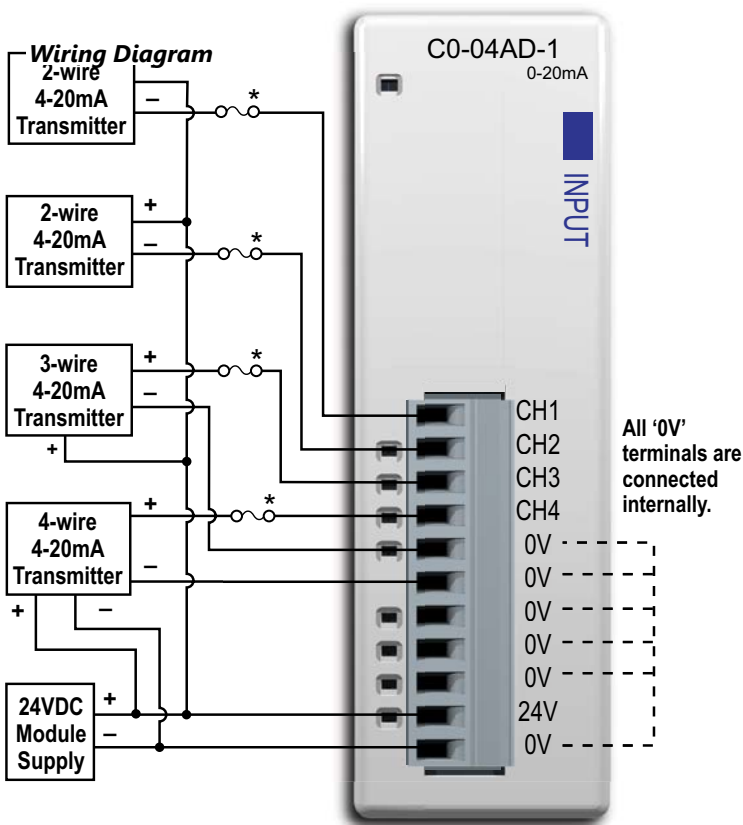 Wiring Diagram
2-wire
4-20mA
Transmitter
–
*
2-wire
4-20mA
Transmitter
+
–
*
3-wire
4-20mA
Transmitter
+
–
+
*
4-wire
4-20mA
Transmitter
+
–
+
–
*
24VDC
Module
Supply
+
–
C0-04AD-1
0-20mA
INPUT
CH1
CH2
CH3
CH4
0V
0V
0V
0V
0V
24V
0V
All ‘0V’
terminals are
connected
internally.